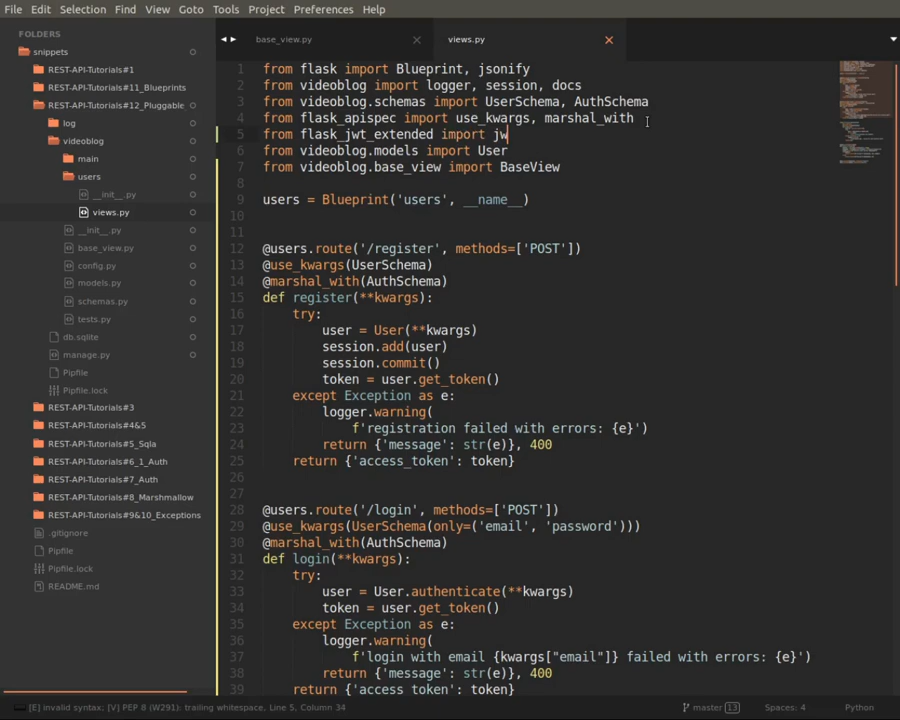 File Edit Selection Find View Goto Tools Project Preferences Help
FOLDERS
snippets
REST-API-Tutorials#1
REST-API-Tutorials#11_Blueprints
REST-API-Tutorials#12_Pluggable
log
videoblog
main
users
__init__.py
views.py
__init__.py
base_view.py
config.py
models.py
schemas.py
tests.py
db.sqlite
manage.py
Pipfile
Pipfile.lock
REST-API-Tutorials#3
REST-API-Tutorials#4&5
REST-API-Tutorials#5_Sqla
REST-API-Tutorials#6_1_Auth
REST-API-Tutorials#7_Auth
REST-API-Tutorials#8_Marshmallow
REST-API-Tutorials#9&10_Exceptions
.gitignore
Pipfile
Pipfile.lock
README.md
base_view.py views.py
1 from flask import Blueprint, jsonify
2 from videoblog import logger, session, docs
3 from videoblog.schemas import UserSchema, AuthSchema
4 from flask_apispec import use_kwargs, marshal_with
5 from flask_jwt_extended import jw
6 from videoblog.models import User
7 from videoblog.base_view import BaseView
8
9 users = Blueprint('users', __name__)
10
11
12 @users.route('/register', methods=['POST'])
13 @use_kwargs(UserSchema)
14 @marshal_with(AuthSchema)
15 def register(**kwargs):
16 try:
17 user = User(**kwargs)
18 session.add(user)
19 session.commit()
20 token = user.get_token()
21 except Exception as e:
22 logger.warning(
23 f'registration failed with errors: {e}')
24 return {'message': str(e)}, 400
25 return {'access_token': token}
26
27
28 @users.route('/login', methods=['POST'])
29 @use_kwargs(UserSchema(only=('email', 'password')))
30 @marshal_with(AuthSchema)
31 def login(**kwargs):
32 try:
33 user = User.authenticate(**kwargs)
34 token = user.get_token()
35 except Exception as e:
36 logger.warning(
37 f'login with email {kwargs["email"]} failed with errors: {e}')
38 return {'message': str(e)}, 400
39 return {'access_token': token}
[E] invalid syntax; [V] PEP 8 (W291): trailing whitespace, Line 5, Column 34 master 13 Spaces: 4 Python